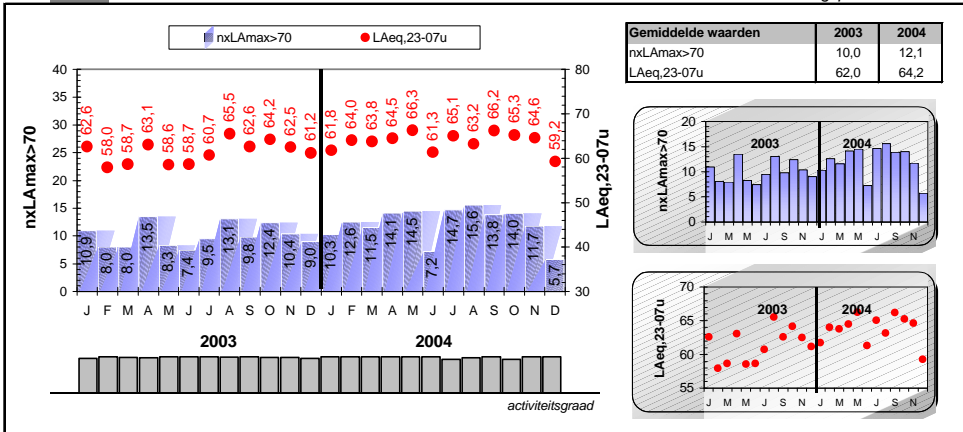 nxLAmax>70 LAeq,23-07u
40 80
35
30 70
25
20 60
15 50
10
5 40
0 30
nxLAmax>70
LAeq,23-07u
62,6 58,0 58,7 63,1 58,6 58,7 60,7 65,5 62,6 64,2 62,5 61,2 61,8 64,0 63,8 64,5 66,3 61,3 65,1 63,2 66,2 65,3 64,6 59,2
10,9 8,0 8,0 13,5 8,3 7,4 9,5 13,1 9,8 12,4 10,4 9,0 10,3 12,6 11,5 14,1 14,5 7,2 14,7 15,6 13,8 14,0 11,7 5,7
J F M A M J J A S O N D J F M A M J J A S O N D
2003 2004
activiteitsgraad
Gemiddelde waarden 2003 2004
nxLAmax>70 10,0 12,1
LAeq,23-07u 62,0 64,2
nxLAmax>70
20
15
10
5
0
2003 2004
J M M J S N J M M J S N
LAeq,23-07u
70
65
60
55
2003 2004
J M M J S N J M M J S N